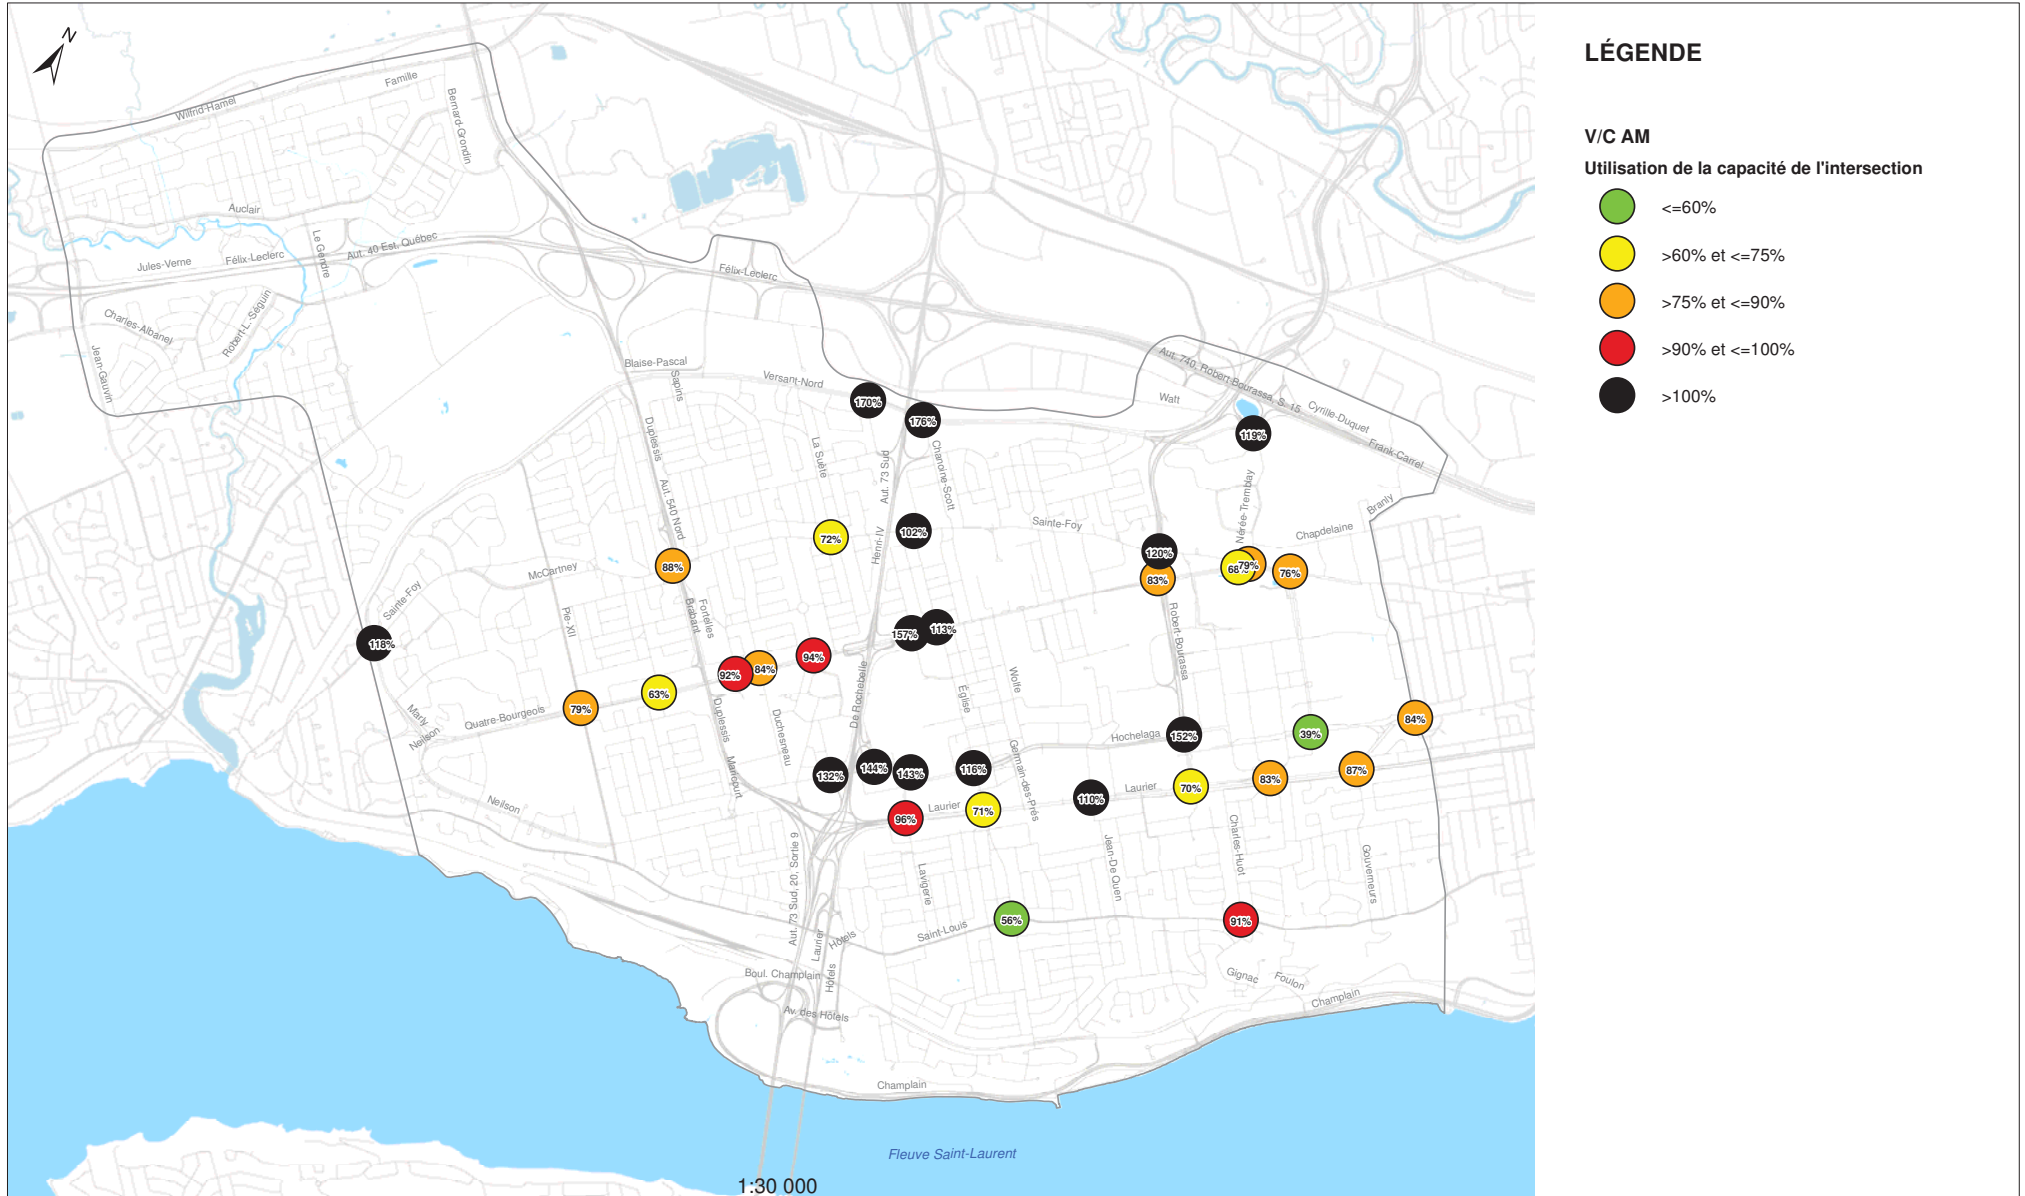 N
LÉGENDE
V/C AM
Utilisation de la capacité de l'intersection
<=60%
>60% et <=75%
>75% et <=90%
>90% et <=100%
>100%
Wilfrid-Hamel
Famille
Bernard-Grondin
Auclair
Le Gendre
Aut. 40 Est. Québec
Jules-Verne
Félix-Leclerc
Félix-Leclerc
Charles-Albanel
Robert-L.-Séguin
Jean-Gauvin
Blaise-Pascal
Sapins
Versant-Nord
Aut. 740, Robert-Bourassa, S. 15
Watt
Cyrille-Duquet
Frank-Carrel
170%
176%
119%
Duplessis
La Suète
Aut. 73 Sud
Chanoine-Scott
Nérée-Tremblay
Branly
Aut. 540 Nord
Sainte-Foy
Chapdelaine
72%
102%
Henri-IV
120%
88%
83%
68%
79%
76%
McCartney
Sainte-Foy
Pie-XII
Brabant
Fortelles
Robert-Bourassa
118%
157%
113%
94%
92%
84%
63%
79%
De Rochebelle
Wolfe
Église
Marly
Neilson
Quatre-Bourgeois
Duplessis
Duchesneau
84%
39%
152%
Hochelaga
Germain-des-Prés
Maricourt
132%
144%
143%
116%
87%
83%
70%
Laurier
110%
Laurier
71%
96%
Neilson
Aut. 73 Sud, 20, Sortie 9
Lavigerie
Jean-De Quen
Charles-Huot
Gouverneurs
56%
91%
Saint-Louis
Laurier
Hôtels
Hôtels
Boul. Champlain
Gignac
Foulon
Champlain
Av. des Hôtels
Champlain
Fleuve Saint-Laurent
1:30 000